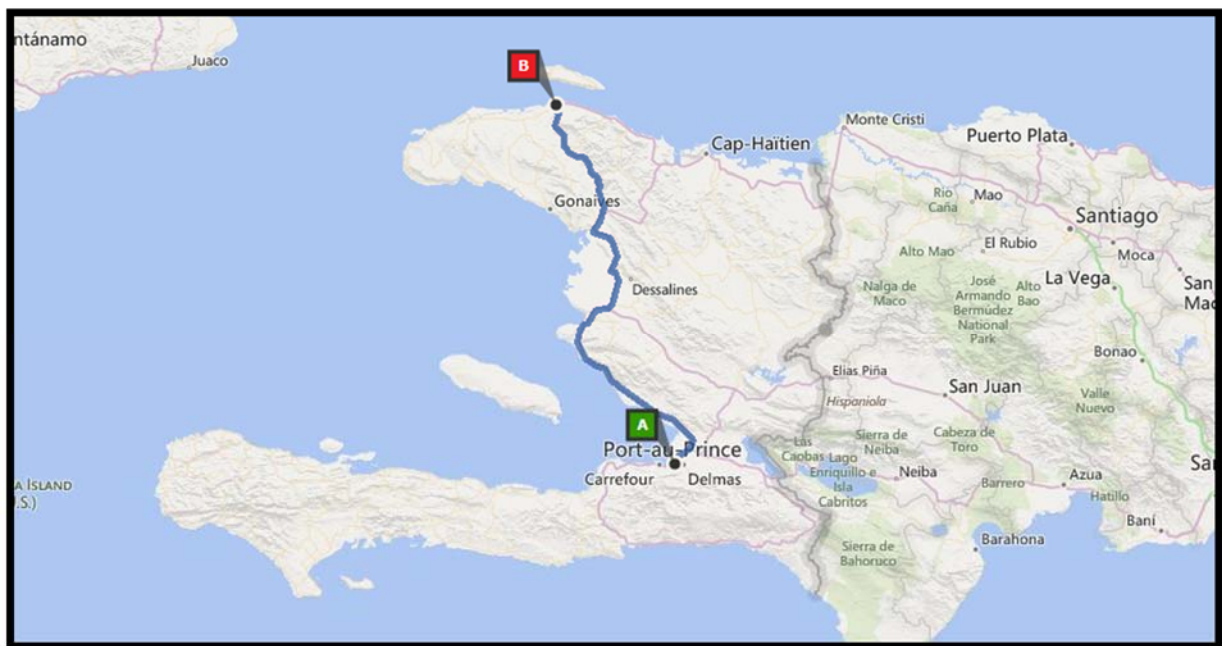 ntánamo
Juaco
B
Monte Cristi
Puerto Plata
Cap-Haïtien
Gonaives
Río
Caña
Mao
Santiago
Moca
El Rubio
Alto Mao
Dessalines
Nalga de
Maco
José
Armando
Bermúdez
National
Park
Alto
Bao
La Vega
San
Mac
Bonao
Elias Piña
Hispaniola
San Juan
Valle
Nuevo
A
Port-au-Prince
Carrefour
Delmas
Las
Caobas
Lago
Enriquillo e
Isla
Cabritos
Sierra de
Neiba
Neiba
Cabeza de
Toro
Barrero
Azua
Hatillo
San
Baní
Sierra de
Bahoruco
Barahona
A ISLAND
J.S.)